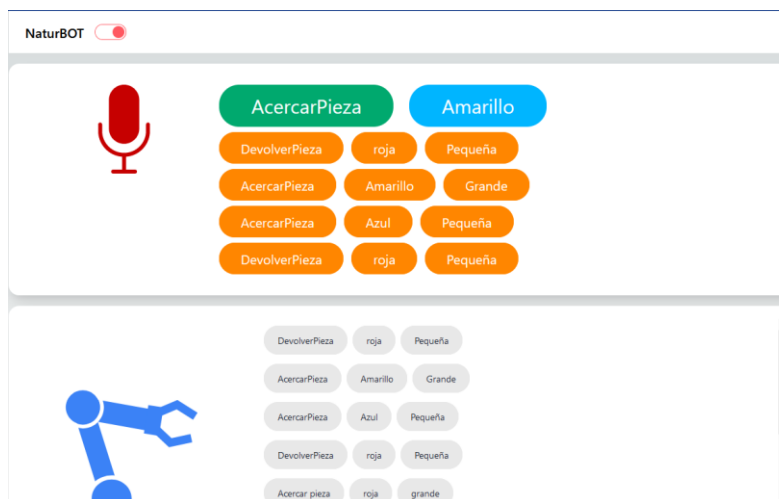 NaturBOT
AcercarPieza Amarillo
DevolverPieza roja Pequeña
AcercarPieza Amarillo Grande
AcercarPieza Azul Pequeña
DevolverPieza roja Pequeña
DevolverPieza roja Pequeña
AcercarPieza Amarillo Grande
AcercarPieza Azul Pequeña
DevolverPieza roja Pequeña
Acercar pieza roja grande